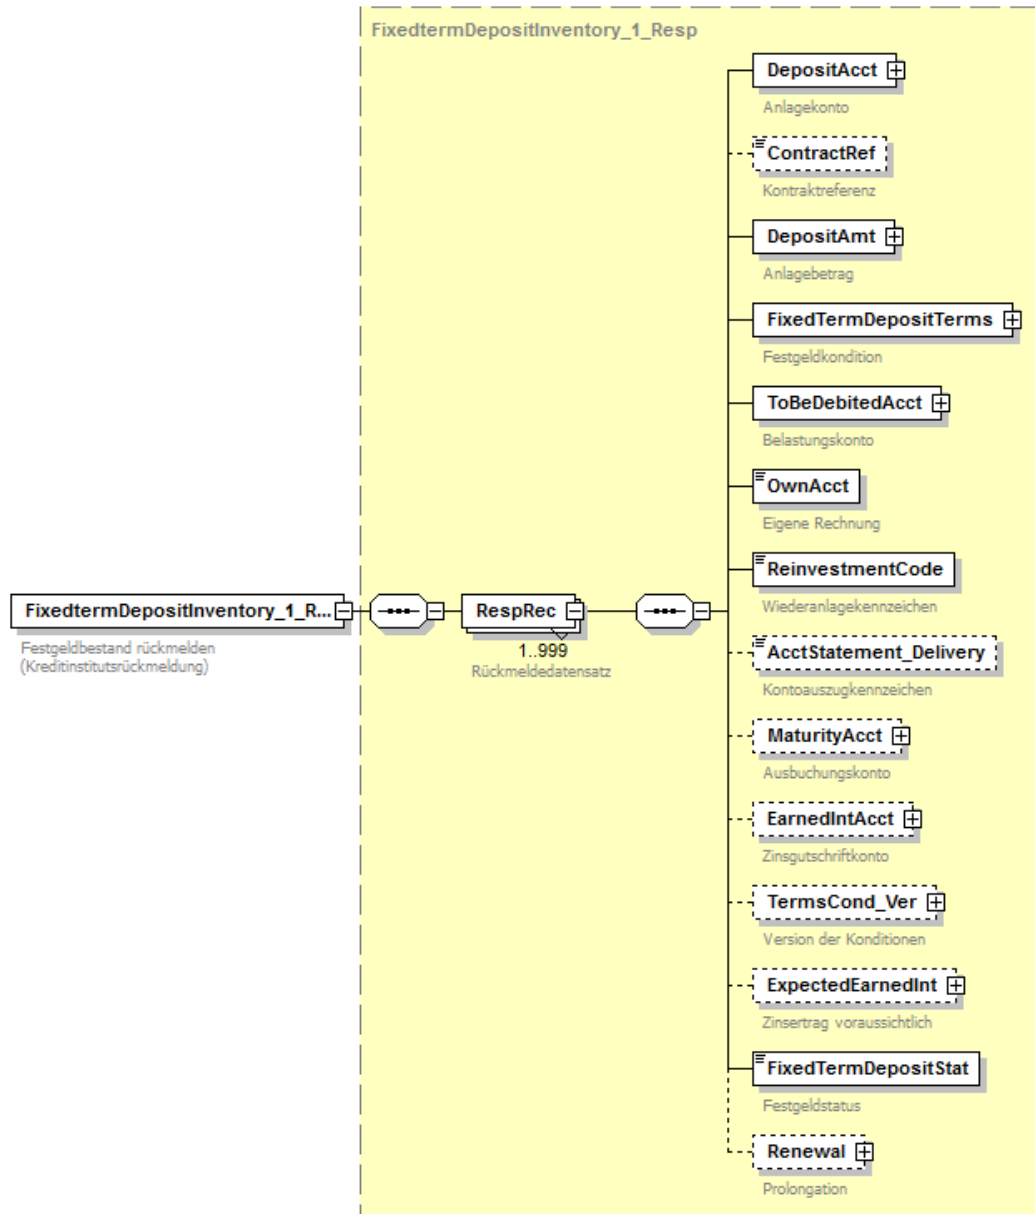 FixedtermDepositInventory_1_Resp
DepositAcct
Anlagekonto
ContractRef
Kontraktreferenz
DepositAmt
Anlagebetrag
FixedTermDepositTerms
Festgeldkondition
ToBeDebitedAcct
Belastungskonto
OwnAcct
Eigene Rechnung
ReinvestmentCode
Wiederanlagekennzeichen
FixedtermDepositInventory_1_R...
Festgeldbestand rückmelden
(Kreditinstitutsrückmeldung)
RespRec
1..999
Rückmeldedatensatz
AcctStatement_Delivery
Kontoauszugkennzeichen
MaturityAcct
Ausbuchungskonto
EarnedIntAcct
Zinsgutschriftkonto
TermsCond_Ver
Version der Konditionen
ExpectedEarnedInt
Zinsertrag voraussichtlich
FixedTermDepositStat
Festgeldstatus
Renewal
Prolongation